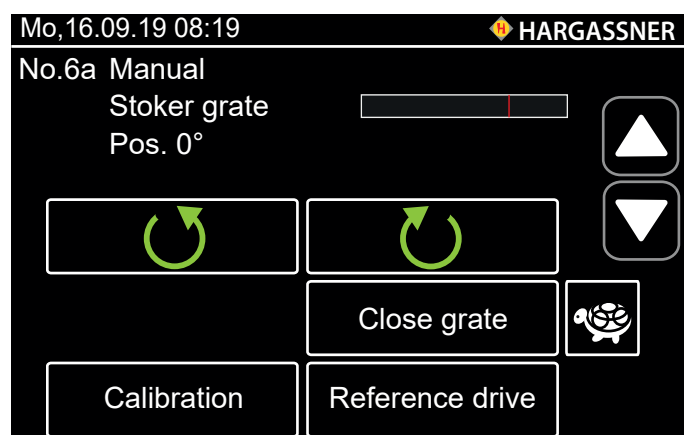 Mo,16.09.19 08:19
H HARGASSNER
No.6a Manual
Stoker grate
Pos. 0°
Close grate
Calibration
Reference drive